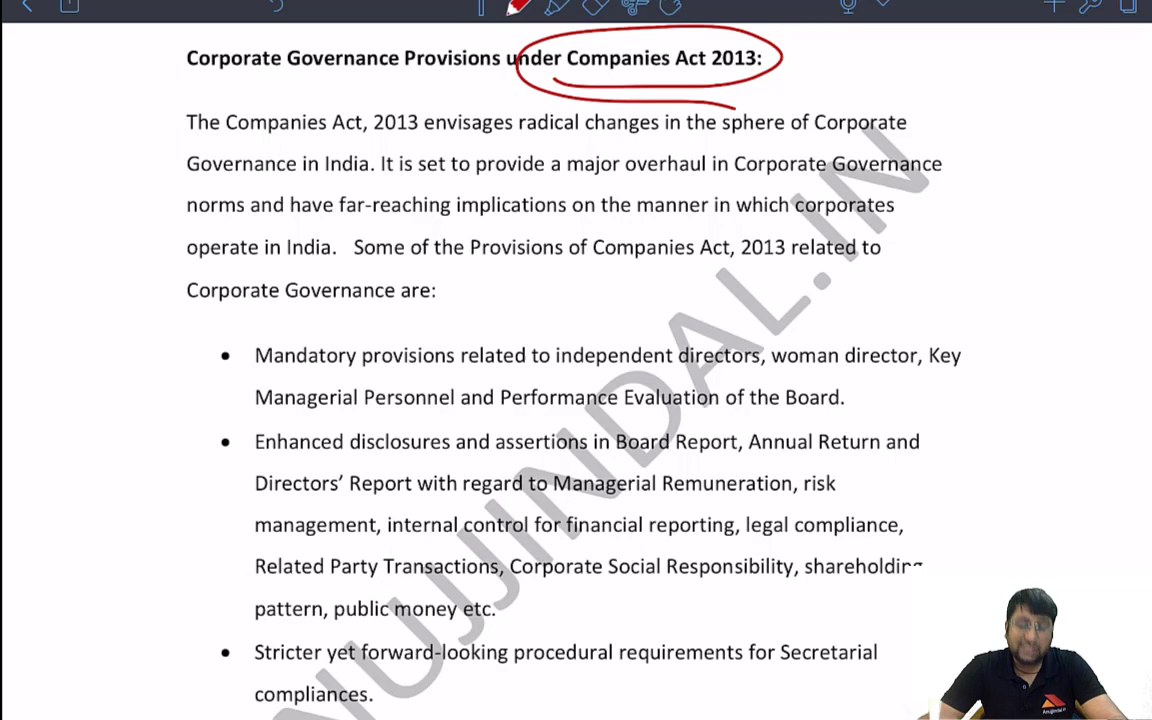 Corporate Governance Provisions under Companies Act 2013:
The Companies Act, 2013 envisages radical changes in the sphere of Corporate
Governance in India. It is set to provide a major overhaul in Corporate Governance
norms and have far-reaching implications on the manner in which corporates
operate in India. Some of the Provisions of Companies Act, 2013 related to
Corporate Governance are:
• Mandatory provisions related to independent directors, woman director, Key
Managerial Personnel and Performance Evaluation of the Board.
• Enhanced disclosures and assertions in Board Report, Annual Return and
Directors’ Report with regard to Managerial Remuneration, risk
management, internal control for financial reporting, legal compliance,
Related Party Transactions, Corporate Social Responsibility,
pattern, public money etc.
• Stricter yet forward-looking procedural requirements for Secretarial
compliances.
NUJJINDAL.IN